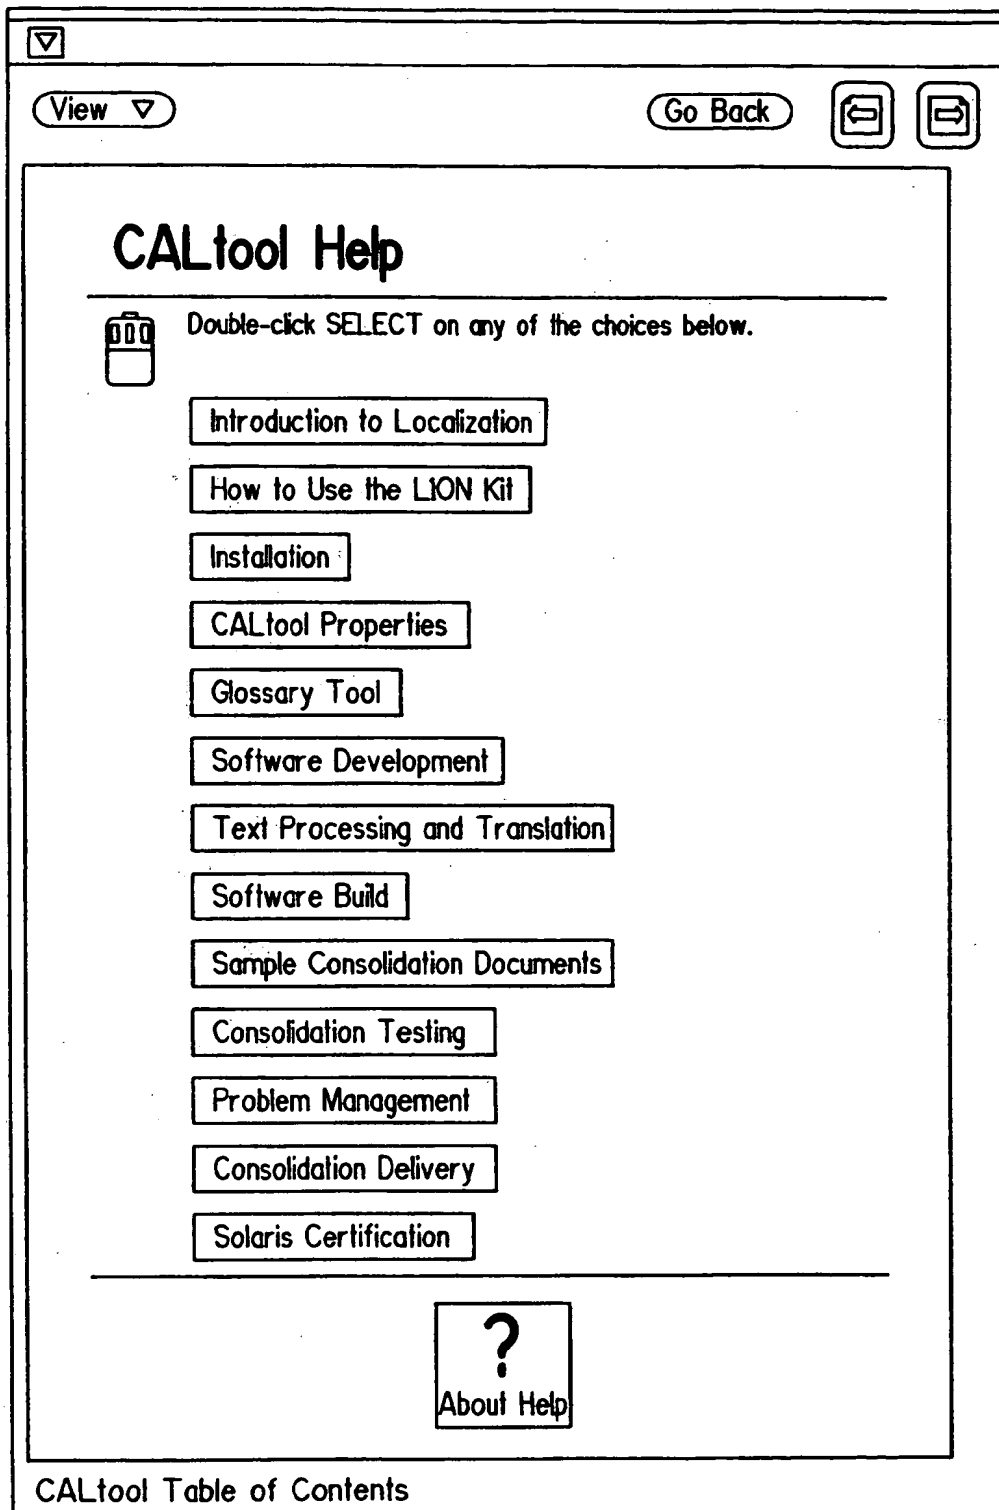 View
Go Back
CALtool Help
Double-click SELECT on any of the choices below.
Introduction to Localization
How to Use the L10N Kit
Installation
CALtool Properties
Glossary Tool
Software Development
Text Processing and Translation
Software Build
Sample Consolidation Documents
Consolidation Testing
Problem Management
Consolidation Delivery
Solaris Certification
?
About Help
CALtool Table of Contents